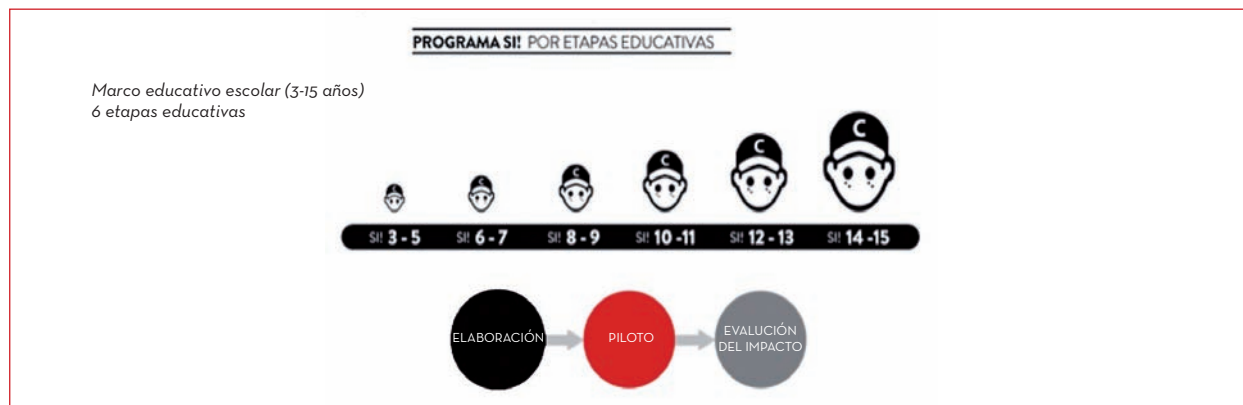 PROGRAMA SI! POR ETAPAS EDUCATIVAS
Marco educativo escolar (3-15 años)
6 etapas educativas
C C C C C C
SI! 3 - 5 SI! 6 - 7 SI! 8 - 9 SI! 10 -11 SI! 12 - 13 SI! 14 -15
ELABORACIÓN
PILOTO
EVALUCIÓN
DEL IMPACTO